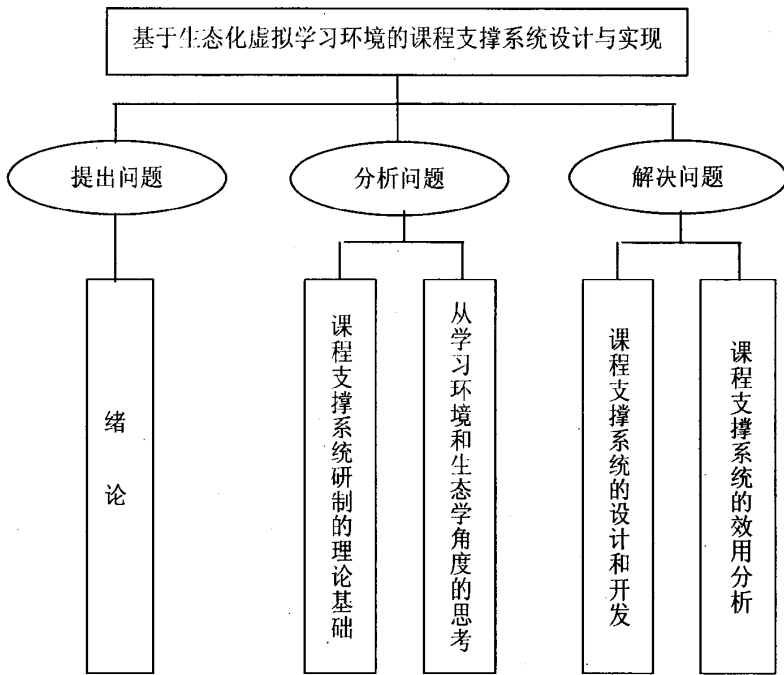 基于生态化虚拟学习环境的课程支撑系统设计与实现
提出问题
分析问题
解决问题
绪论
课程支撑系统研制的理论基础
从学习环境和生态学角度的思考
课程支撑系统的设计和开发
课程支撑系统的效用分析